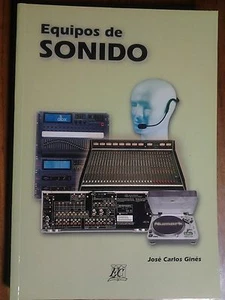 Equipos de
SONIDO
José Carlos Ginés